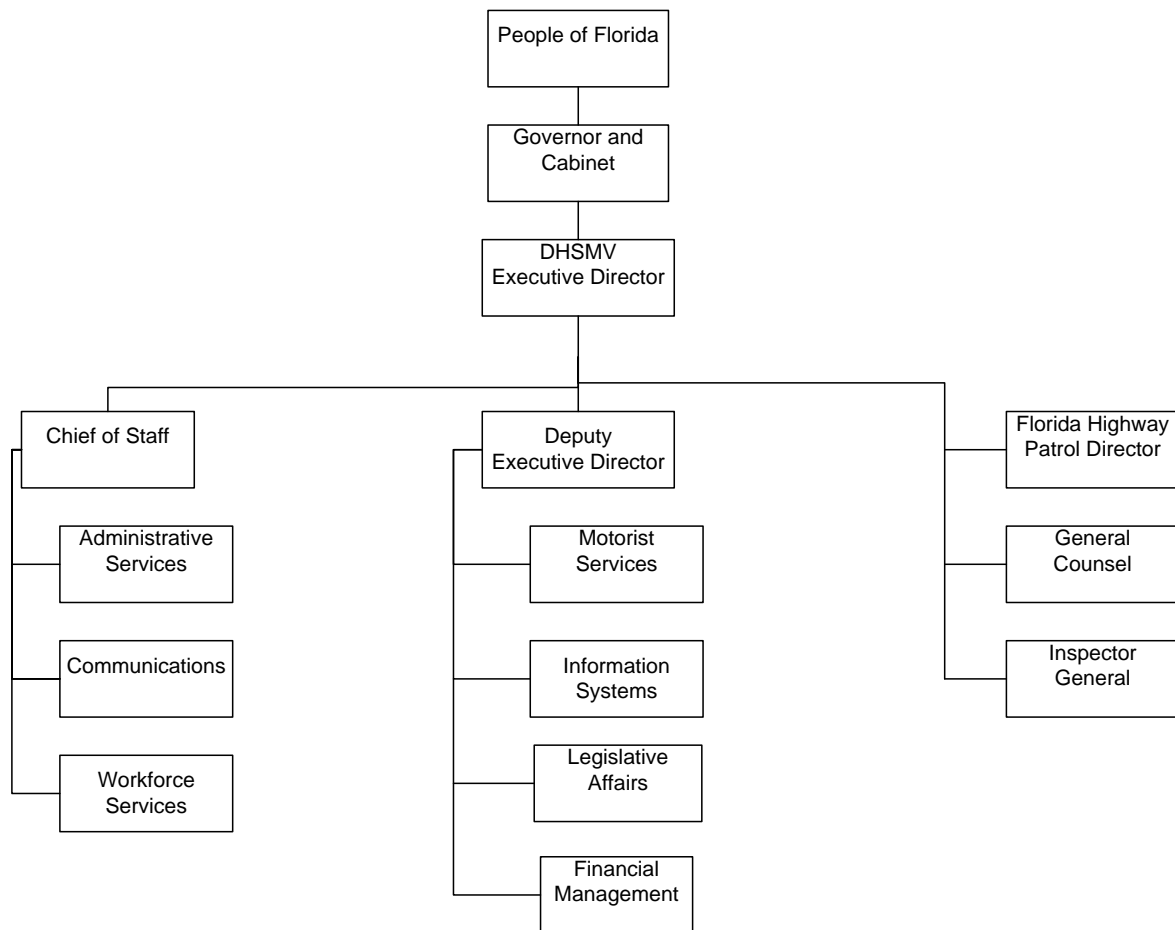 People of Florida
Governor and
Cabinet
DHSMV
Executive Director
Chief of Staff
Deputy
Executive Director
Florida Highway
Patrol Director
Administrative
Services
Motorist
Services
General
Counsel
Communications
Information
Systems
Inspector
General
Workforce
Services
Legislative
Affairs
Financial
Management